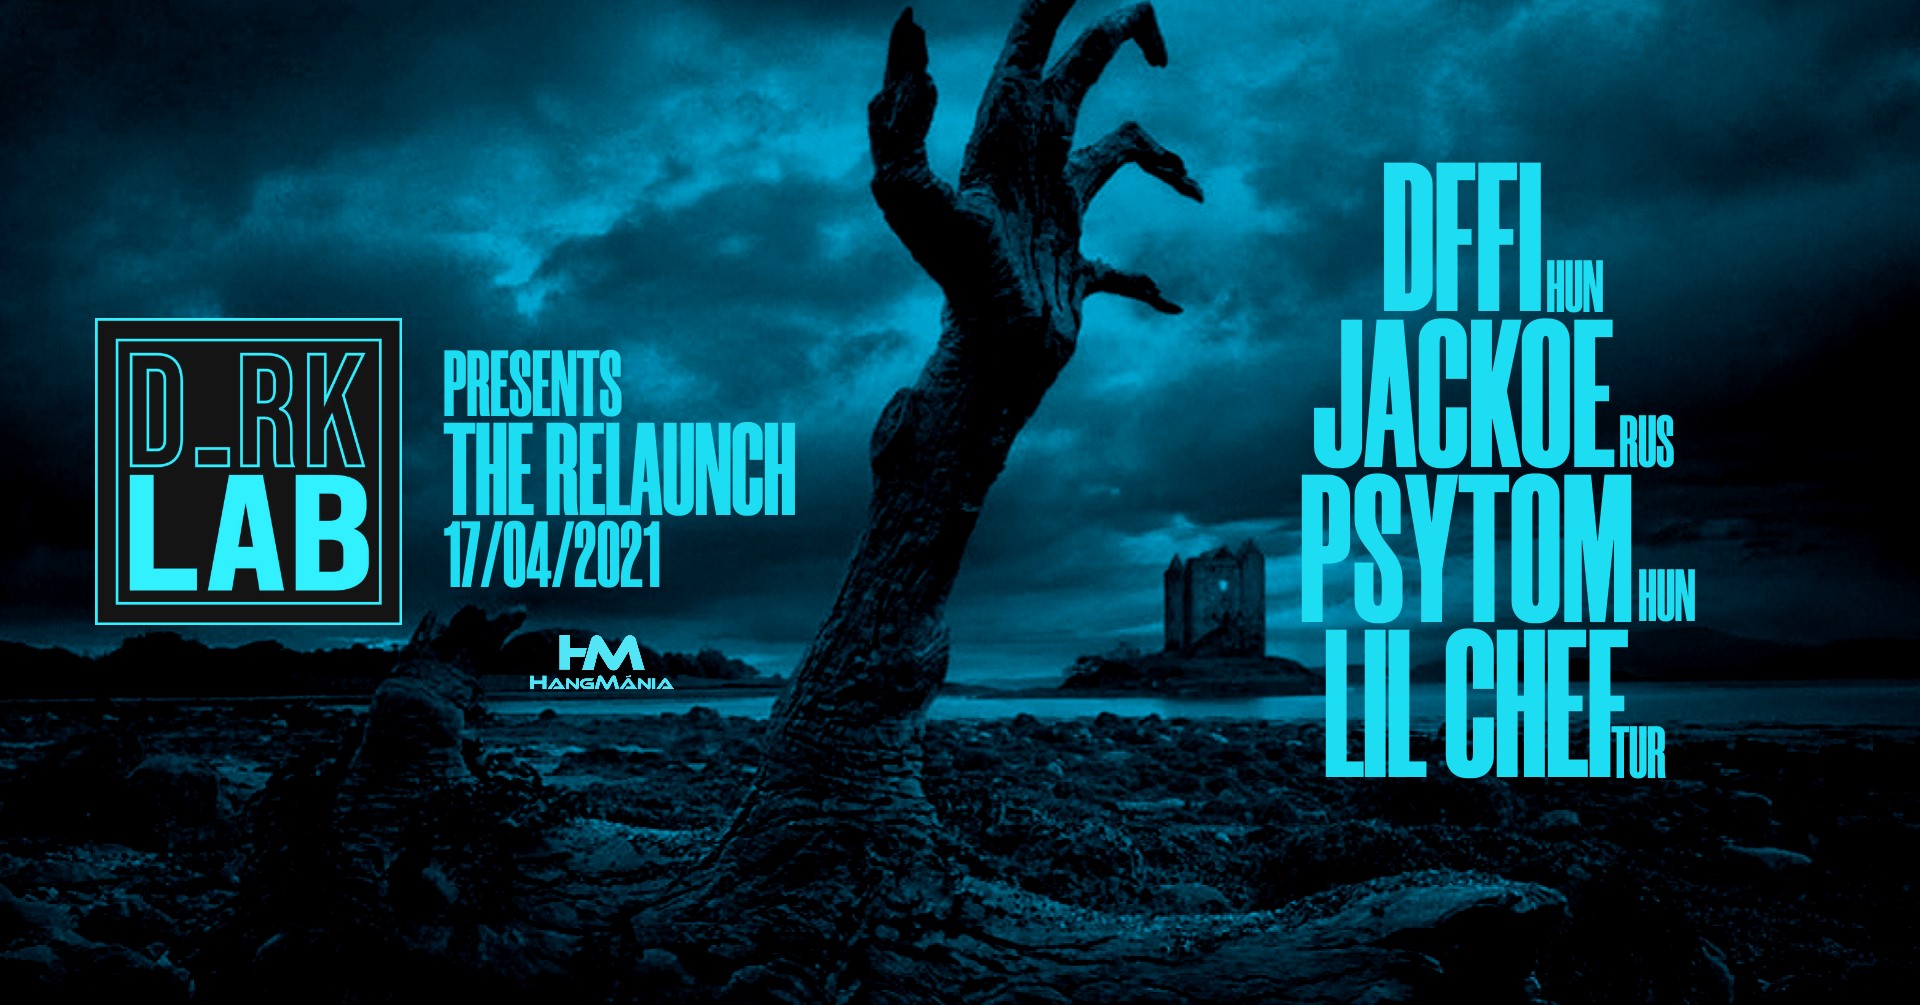 D_RK
LAB
PRESENTS
THE RELAUNCH
17/04/2021
HM
HANGMÁNIA
DFFI HUN
JACKOE RUS
PSYTOM HUN
LIL CHEF TUR